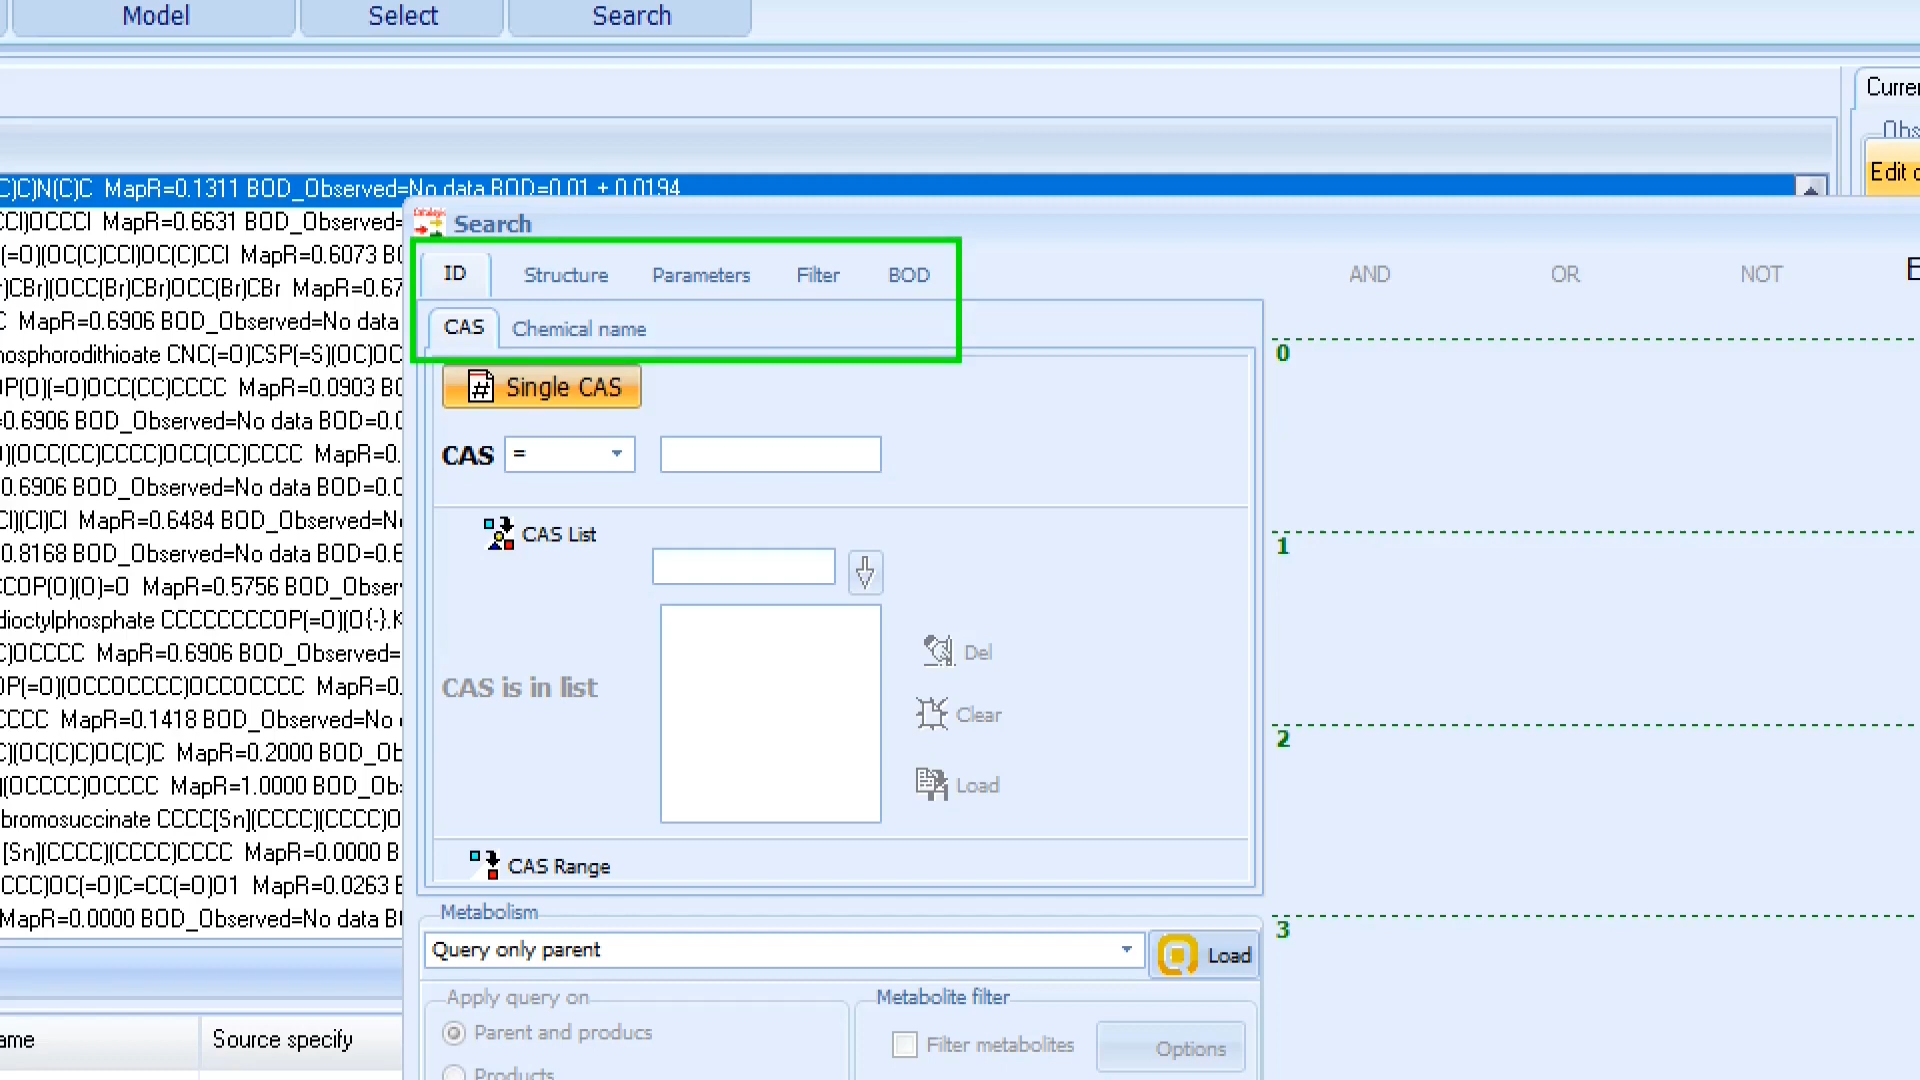 Model Select Search
Curren
Obs
Edit
C)C)N(C)C MapR=0.1311 BOD_Observed=No data BOD=0.01 + 0.0194
CCl)OCCCl MapR=0.6631 BOD_Observed=
(=O)(OC(C)CCl)OC(C)CCl MapR=0.6073
r)CBr)(OCC(Br)CBr)OCC(Br)CBr MapR=0.67
C MapR=0.6906 BOD_Observed=No data
hosphorodithioate CNC(=O)CSP(=S)(OC)OC
OP(O)(=O)OCC(CC)CCCC MapR=0.0903
=0.6906 BOD_Observed=No data BOD=0.0
)(OCC(CC)CCCC)OCC(CC)CCCC MapR=0.
0.6906 BOD_Observed=No data BOD=0.0
Cl)(Cl)Cl MapR=0.6484 BOD_Observed=N
0.8168 BOD_Observed=No data BOD=0.
COP(O)(O)=O MapR=0.5756 BOD_Obser
dioctylphosphate CCCCCCCCOP(=O)(O{-}.K
C)OCCCC MapR=0.6906 BOD_Observed=
OP(=O)(OCCOCCCC)OCCOCCCC MapR=0.
CCCC MapR=0.1418 BOD_Observed=No
C)(OC(C)C)OC(C)C MapR=0.2000 BOD_Ob
(OCCCC)OCCCC MapR=1.0000 BOD_Ob
bromosuccinate CCCC[Sn](CCCC)(CCCC)O
[Sn](CCCC)(CCCC)CCCC MapR=0.0000 B
CCC)OC(=O)C=CC(=O)O1 MapR=0.0263
MapR=0.0000 BOD_Observed=No data B
ame Source specify
Search
ID Structure Parameters Filter BOD
CAS Chemical name
# Single CAS
CAS =
CAS List
CAS is in list
Del
Clear
Load
CAS Range
Metabolism
Query only parent
Load
Apply query on
Parent and producs
Products
Metabolite filter
Filter metabolites Options
AND OR NOT E
0
1
2
3